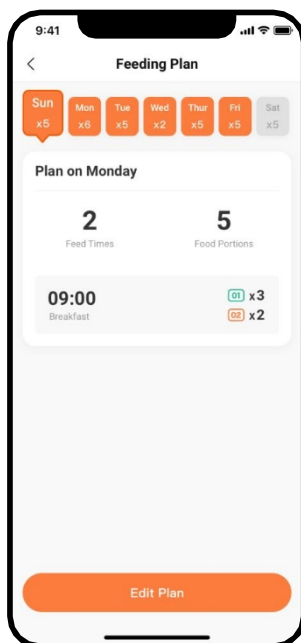 9:41
Feeding Plan
Sun Mon Tue Wed Thur Fri Sat
x5 x6 x5 x2 x5 x5 x5
Plan on Monday
2 5
Feed Times Food Portions
09:00 01 x3
Breakfast 02 x2
Edit Plan